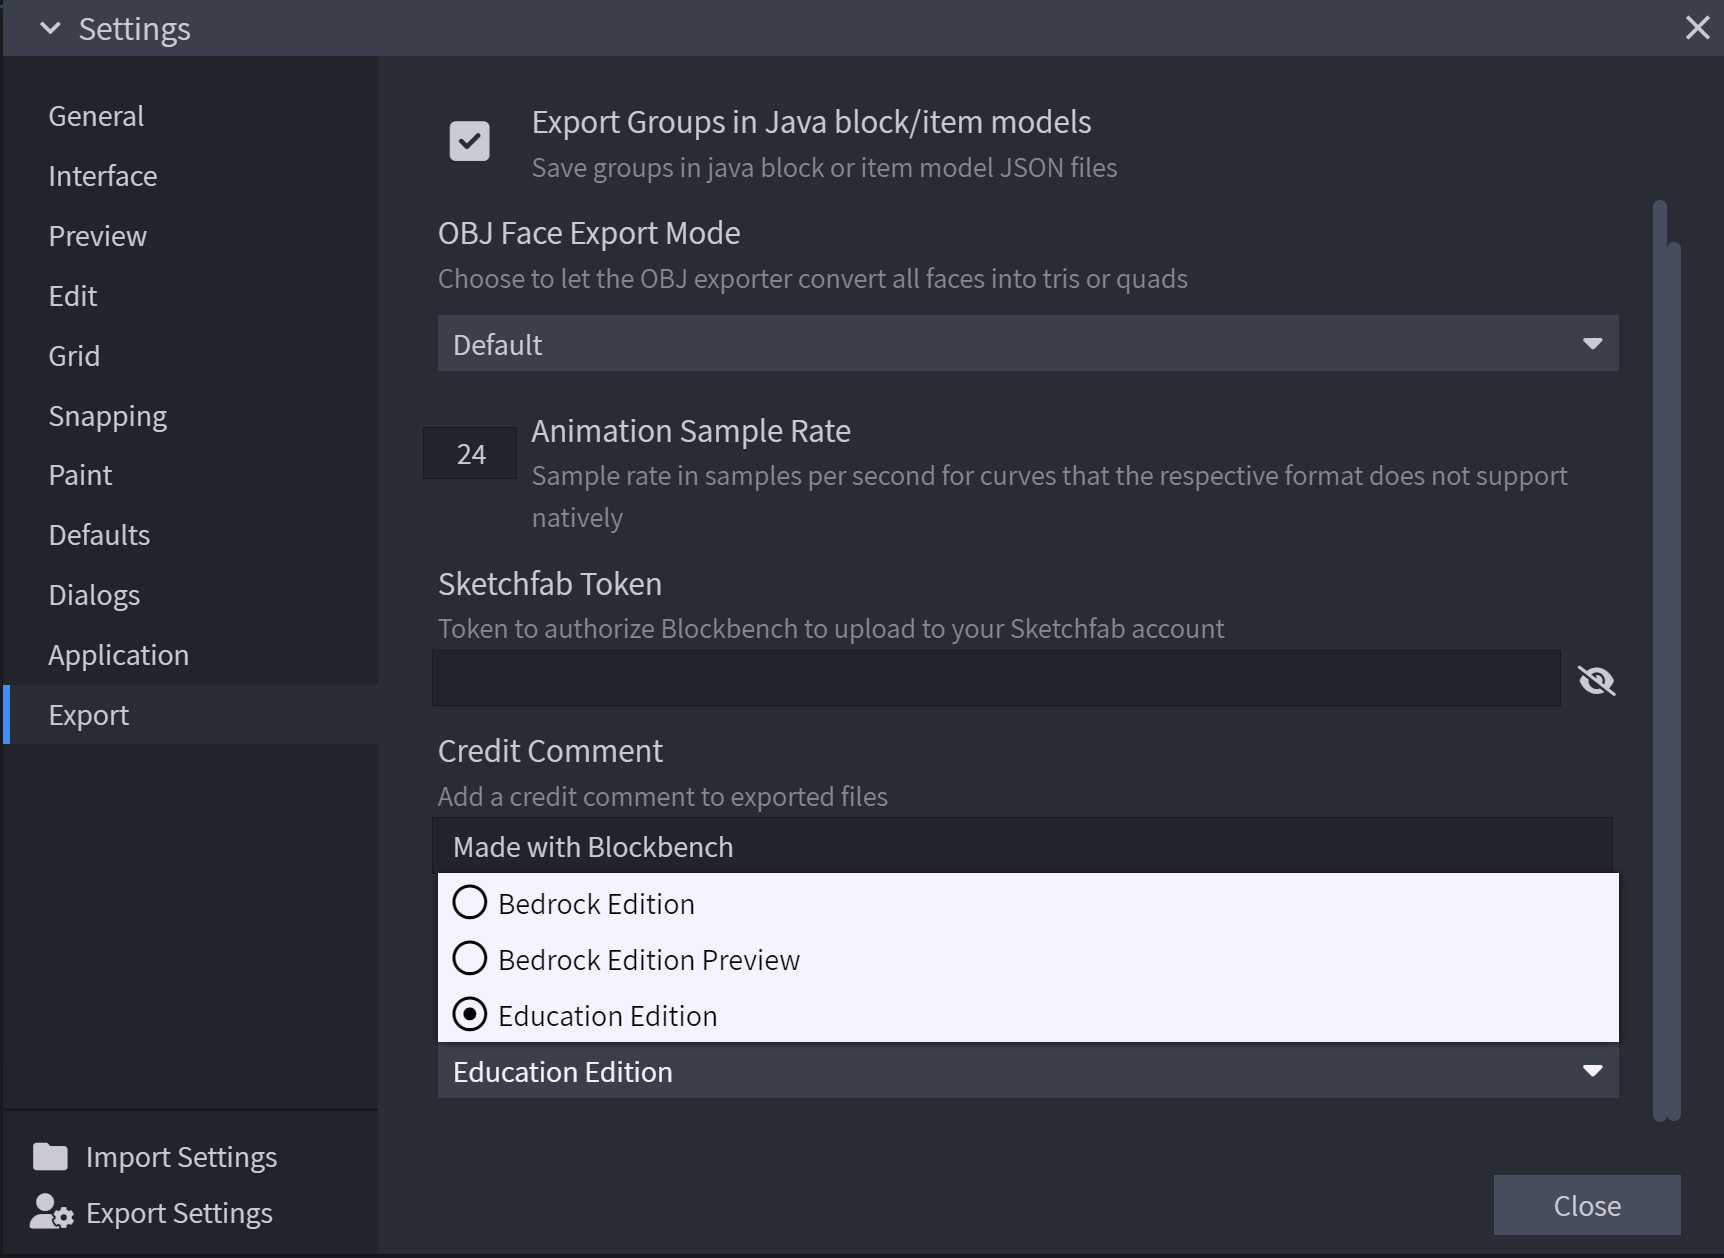 Settings
General
Interface
Preview
Edit
Grid
Snapping
Paint
Defaults
Dialogs
Application
Export
Import Settings
Export Settings
Export Groups in Java block/item models
Save groups in java block or item model JSON files
OBJ Face Export Mode
Choose to let the OBJ exporter convert all faces into tris or quads
Default
24
Animation Sample Rate
Sample rate in samples per second for curves that the respective format does not support
natively
Sketchfab Token
Token to authorize Blockbench to upload to your Sketchfab account
Credit Comment
Add a credit comment to exported files
Made with Blockbench
Bedrock Edition
Bedrock Edition Preview
Education Edition
Education Edition
Close